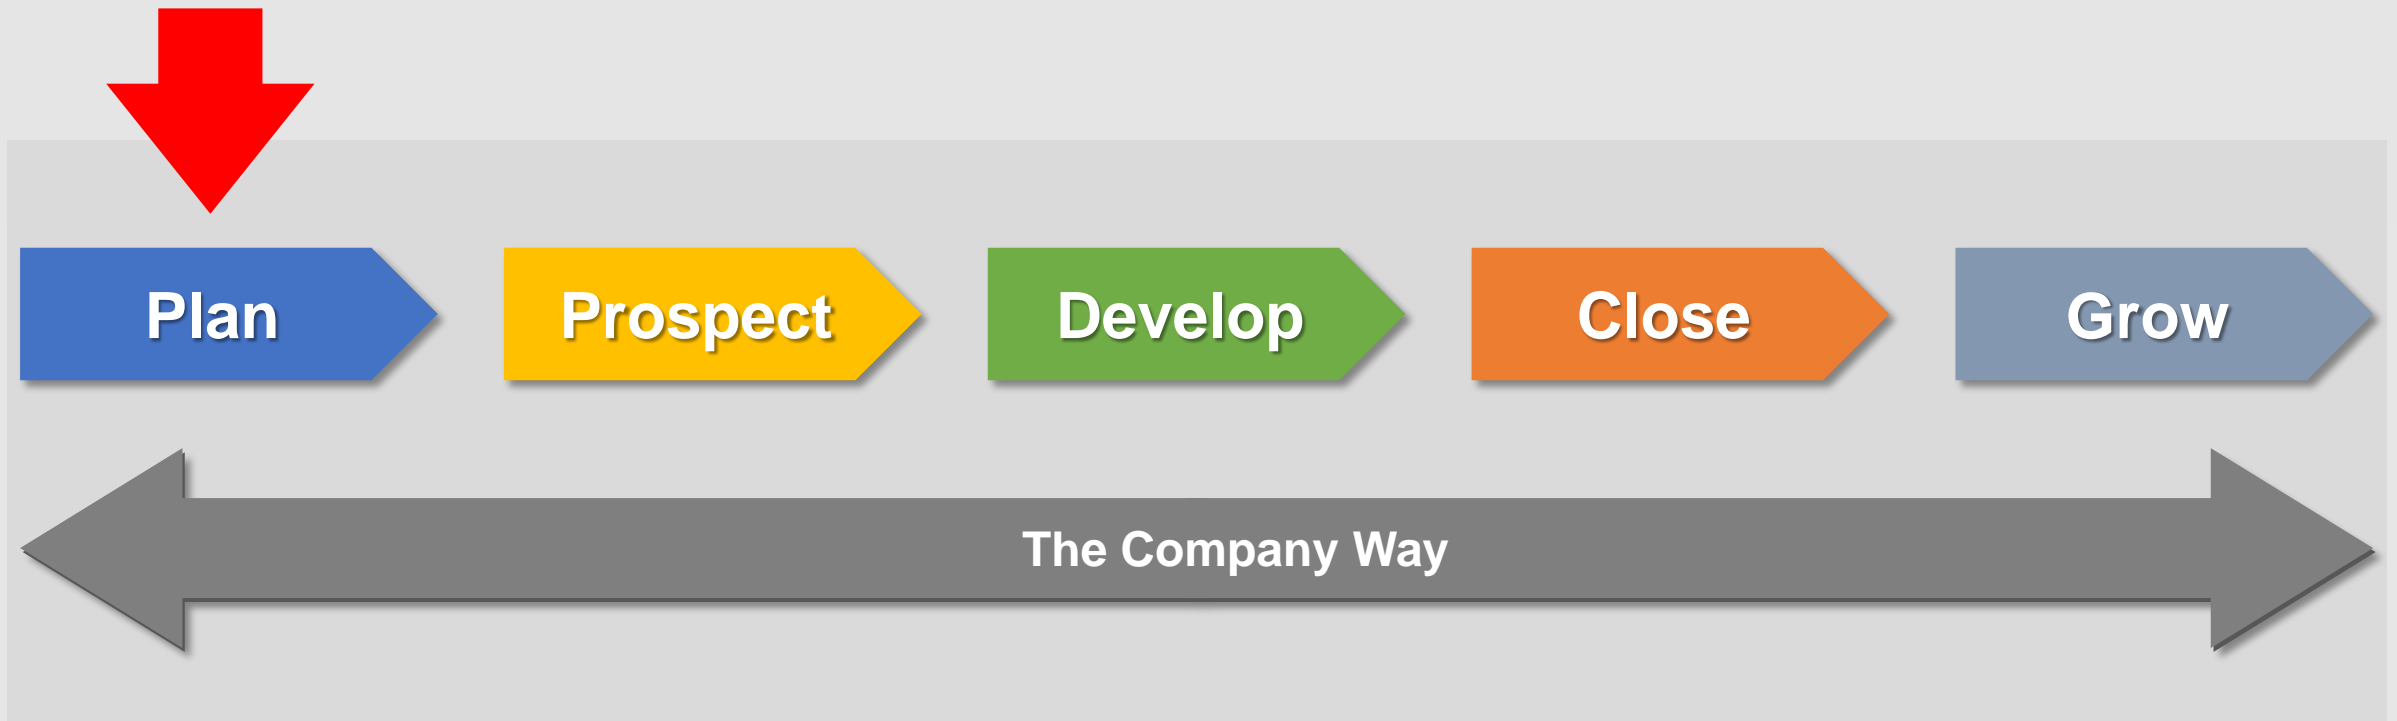 Plan
Prospect
Develop
Close
Grow
The Company Way